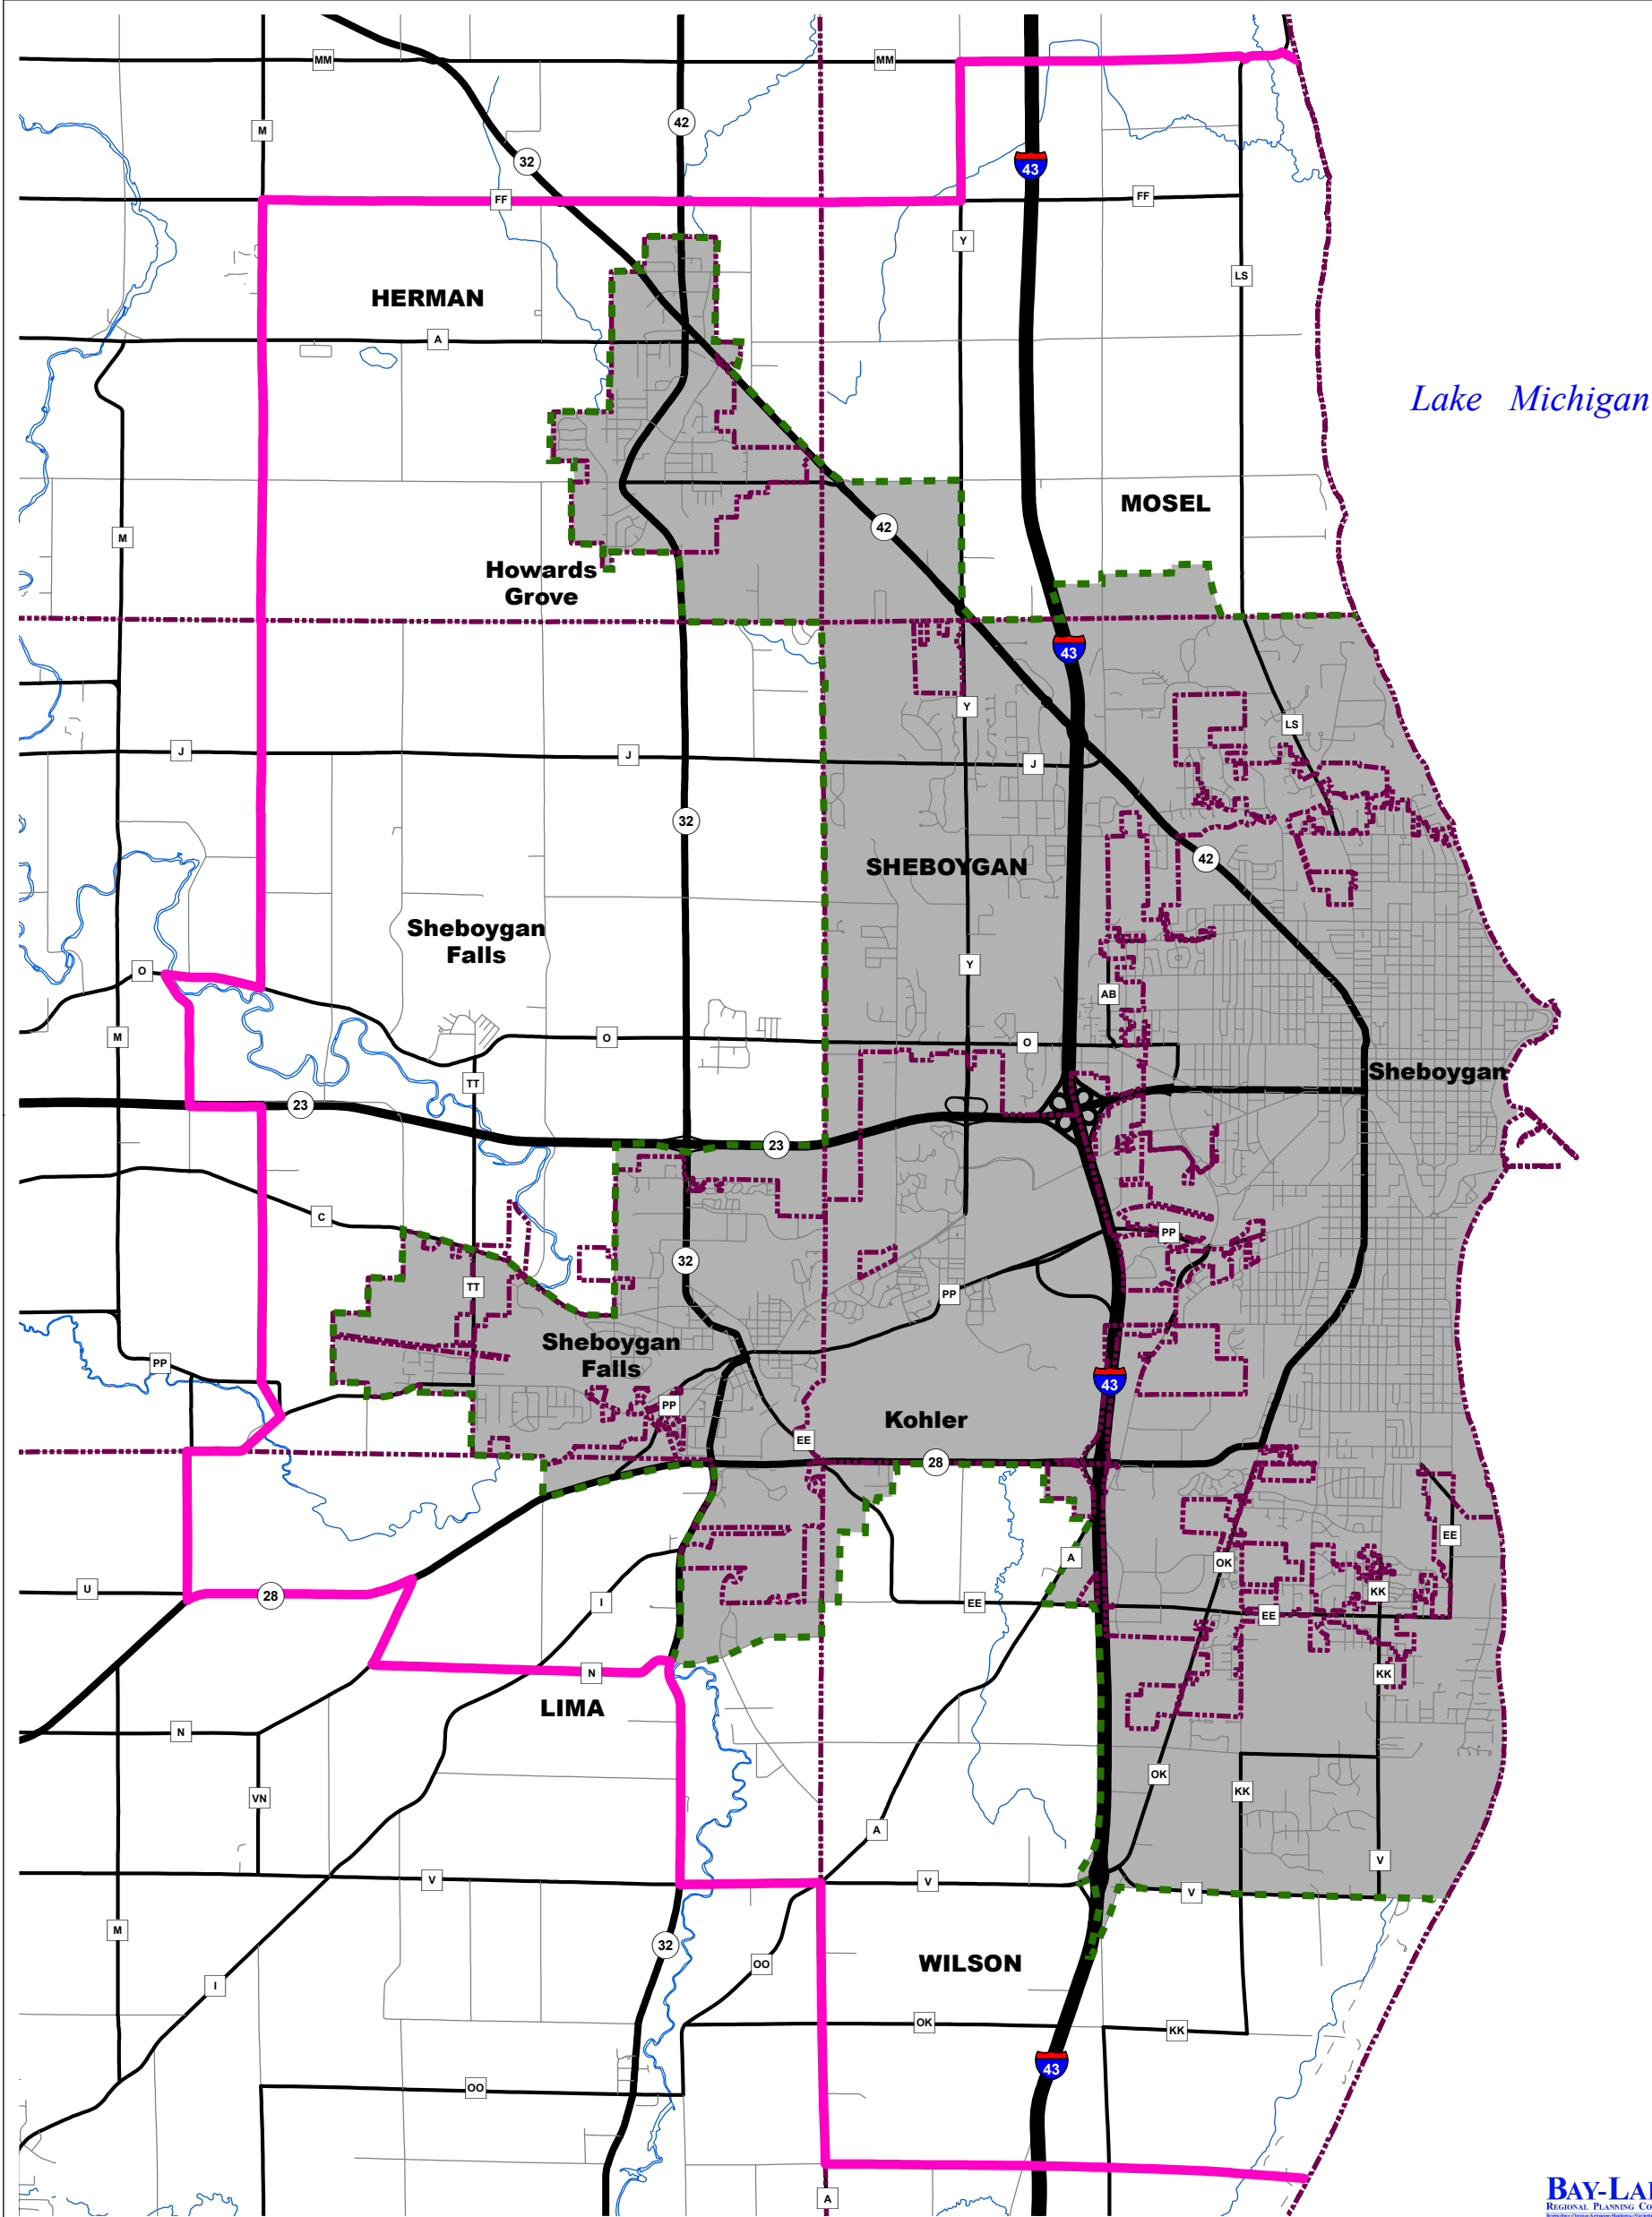 MM
MM
42
M
32
43
FF
FF
Y
LS
HERMAN
A
Lake Michigan
MOSEL
42
M
Howards
Grove
43
Y
LS
J
J
J
32
42
SHEBOYGAN
Sheboygan
Falls
Y
O
AB
M
O
O
Sheboygan
TT
23
23
C
PP
32
TT
PP
Sheboygan
Falls
PP
43
PP
Kohler
EE
28
EE
A
OK
U
28
KK
I
EE
EE
N
KK
LIMA
N
OK
VN
KK
A
V
V
V
V
M
32
WILSON
OO
I
OK
KK
43
OO
A
BAY-LA
REGIONAL PLANNING CO